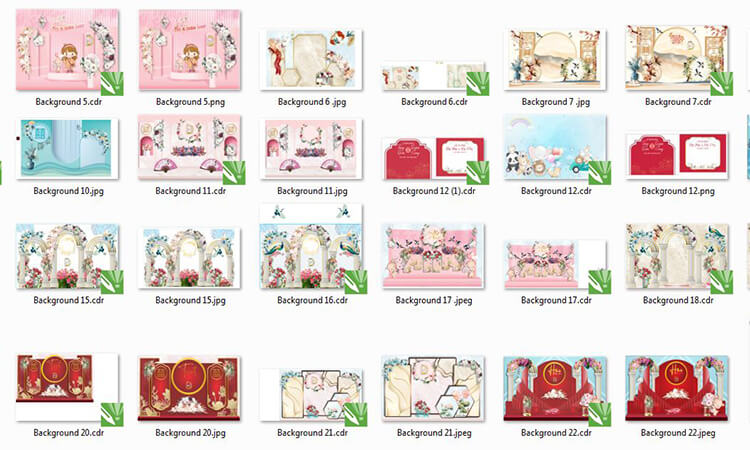 Background 5.cdr
Background 5.png
Background 6 .jpg
Background 6.cdr
Background 7 .jpg
Background 7.cdr
Background 10.jpg
Background 11.cdr
Background 11.jpg
Background 12 (1).cdr
Background 12.cdr
Background 12.png
Background 15.cdr
Background 15.jpg
Background 16.cdr
Background 17 .jpeg
Background 17.cdr
Background 18.cdr
Background 20.cdr
Background 20.jpg
Background 21.cdr
Background 21.jpeg
Background 22.cdr
Background 22.jpeg